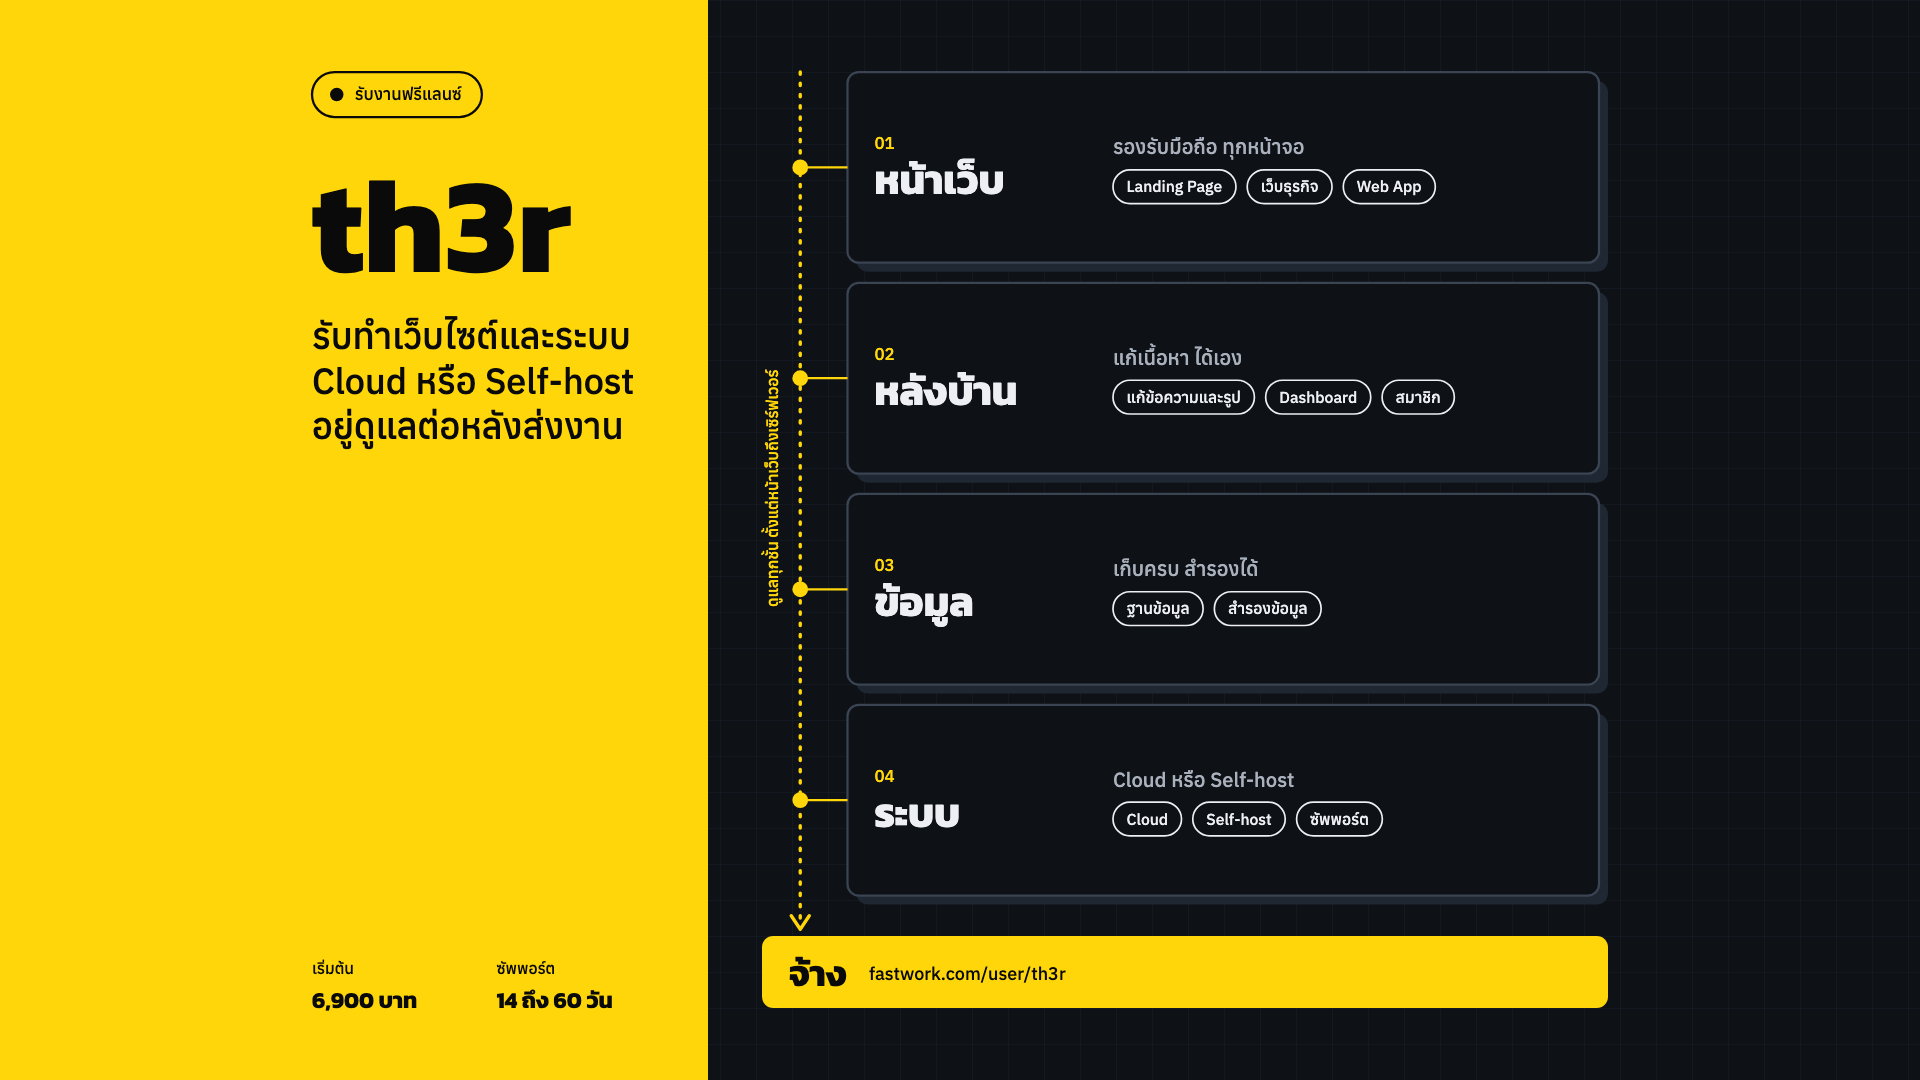 รับงานฟรีแลนซ์
th3r
รับทำเว็บไซต์และระบบ
Cloud หรือ Self-host
อยู่ดูแลต่อหลังส่งงาน
เริ่มต้น
6,900 บาท
ซัพพอร์ต
14 ถึง 60 วัน
ดูแลทุกชั้น ตั้งแต่หน้าเว็บถึงเซิร์ฟเวอร์
01
หน้าเว็บ
รองรับมือถือ ทุกหน้าจอ
Landing Page
เว็บธุรกิจ
Web App
02
หลังบ้าน
แก้เนื้อหา ได้เอง
แก้ข้อความและรูป
Dashboard
สมาชิก
03
ข้อมูล
เก็บครบ สำรองได้
ฐานข้อมูล
สำรองข้อมูล
04
ระบบ
Cloud หรือ Self-host
Cloud
Self-host
ซัพพอร์ต
จ้าง
fastwork.com/user/th3r